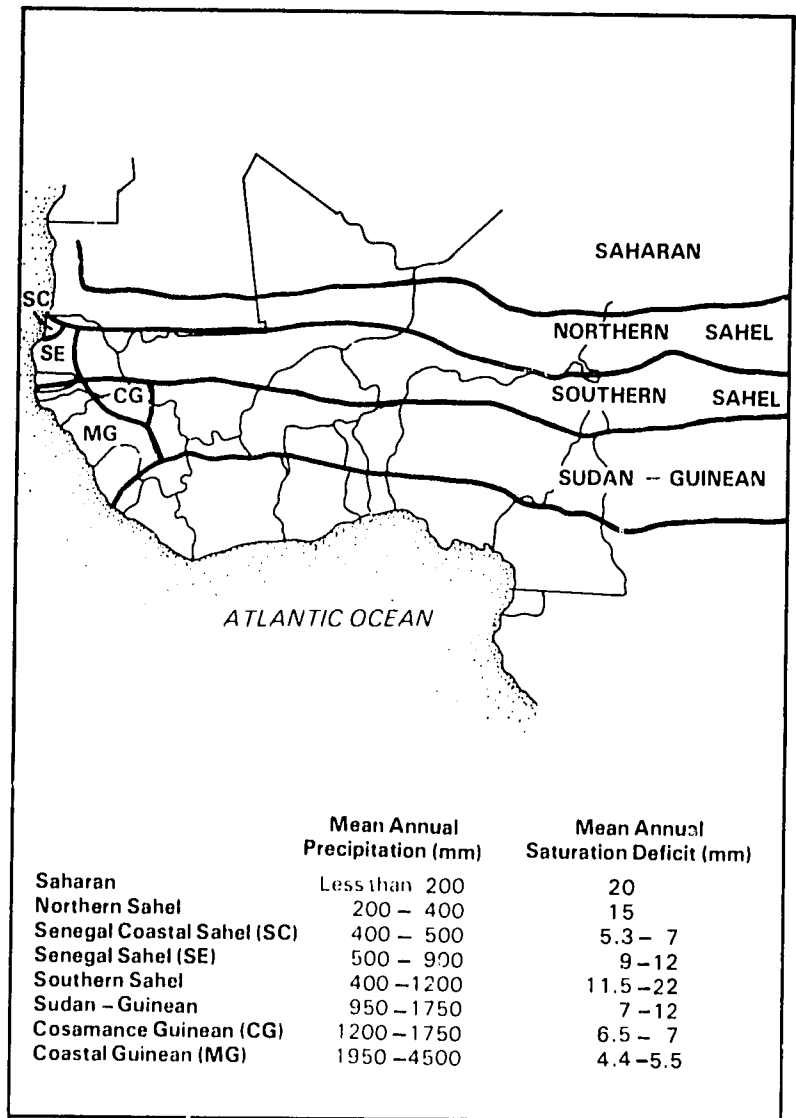 SAHARAN
SC
NORTHERN SAHEL
SE
SOUTHERN SAHEL
CG
MG
SUDAN – GUINEAN
ATLANTIC OCEAN
Mean Annual Mean Annual
Precipitation (mm) Saturation Deficit (mm)
Saharan Less than 200 20
Northern Sahel 200 – 400 15
Senegal Coastal Sahel (SC) 400 – 500 5.3 – 7
Senegal Sahel (SE) 500 – 900 9 –12
Southern Sahel 400 –1200 11.5 –22
Sudan – Guinean 950 –1750 7 –12
Cosamance Guinean (CG) 1200 –1750 6.5 – 7
Coastal Guinean (MG) 1950 –4500 4.4 –5.5